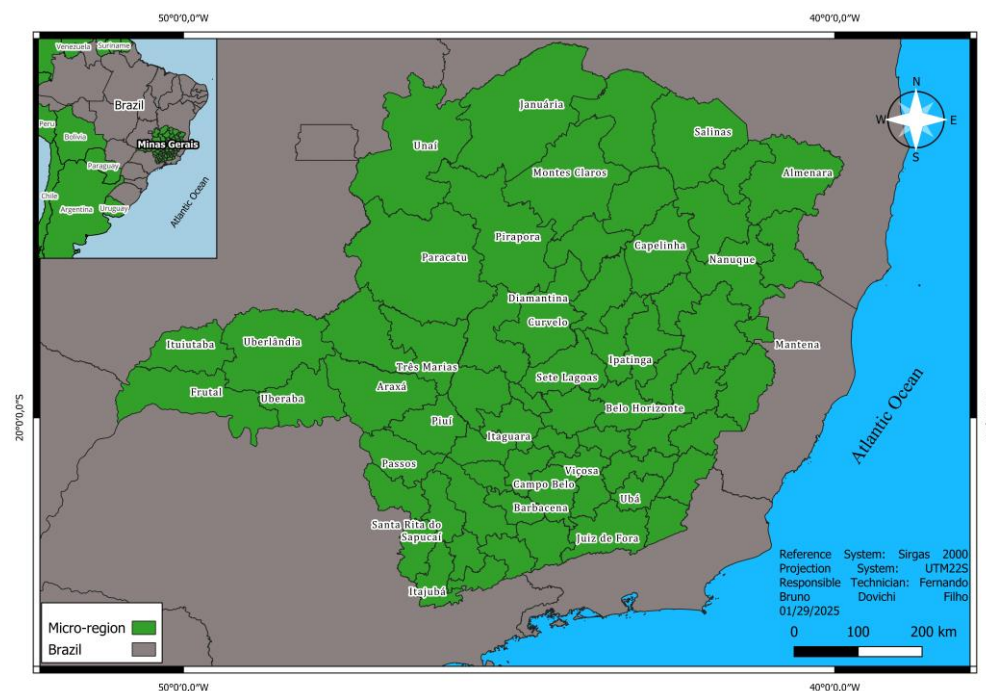 50°0,0,W
40°0,0,W
Venezuela
Suriname
Brazil
Peru
Bolivia
Minas Gerais
Paraguay
Chile
Argentina
Uruguay
Atlantic Ocean
N
W
E
S
Januária
Salinas
Unaí
Montes Claros
Almenara
Pirapora
Capelinha
Paracatu
Nanuque
Diamantina
Curvelo
Ituiutaba
Uberlândia
Mantena
Três Marias
Ipatinga
Sete Lagoas
Araxá
Frutal
Uberaba
Belo Horizonte
Piuí
Itaguara
20°0,0,S
20°0,0,S
Atlantic Ocean
Passos
Viçosa
Campo Belo
Ubá
Barbacena
Santa Rita do
Sapucaí
Juiz de Fora
Itajubá
Reference System: Sirgas 2000
Projection System: UTM22S
Responsible Technician: Fernando
Bruno Dovichi Filho
01/29/2025
0 100 200 km
Micro-region
Brazil
50°0,0,W
40°0,0,W